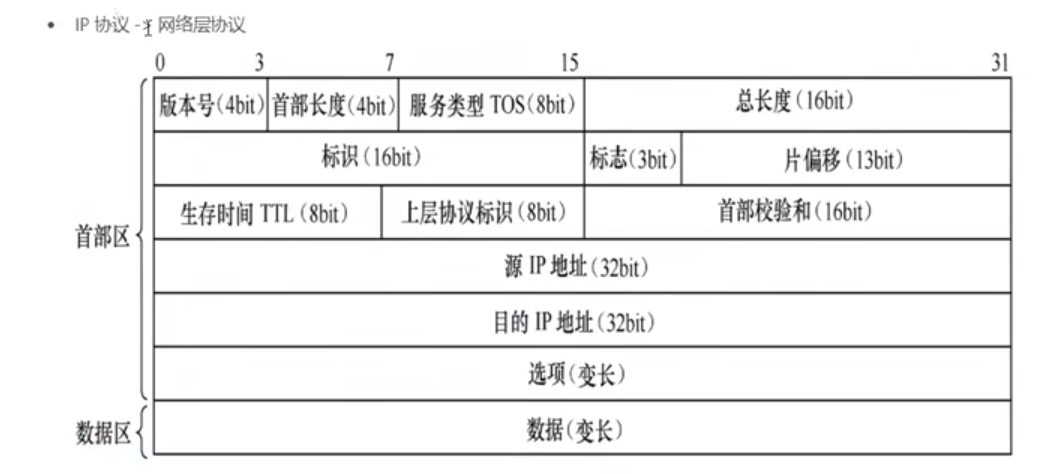 • IP 协议 - 网络层协议
0 3 7 15 31
版本号(4bit) 首部长度(4bit) 服务类型 TOS(8bit) 总长度(16bit)
标识(16bit) 标志(3bit) 片偏移(13bit)
生存时间 TTL(8bit) 上层协议标识(8bit) 首部校验和(16bit)
首部区
源 IP 地址(32bit)
目的 IP 地址(32bit)
选项(变长)
数据区 数据(变长)